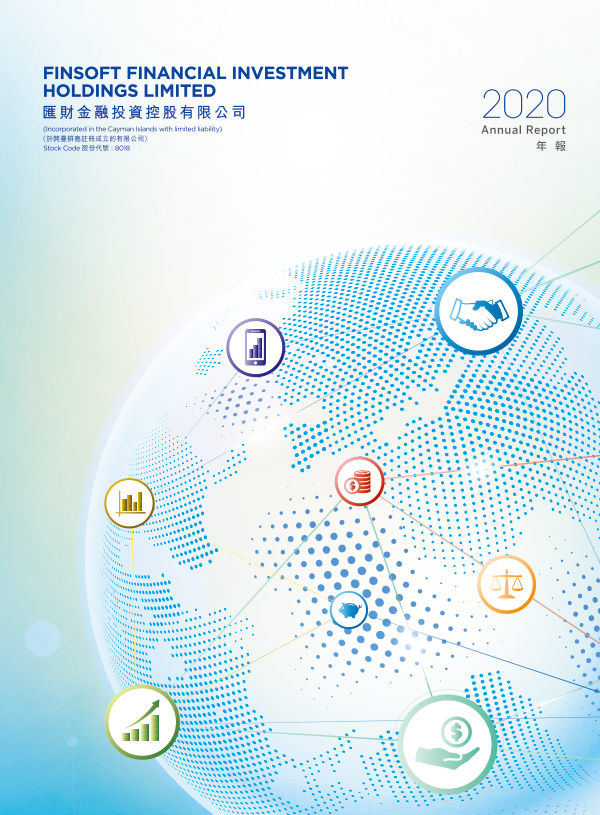 FINSOFT FINANCIAL INVESTMENT
HOLDINGS LIMITED
匯財金融投資控股有限公司
(Incorporated in the Cayman Islands with limited liability)
(於開曼群島註冊成立的有限公司)
Stock Code 股份代號 : 8018
2020
Annual Report
年 報